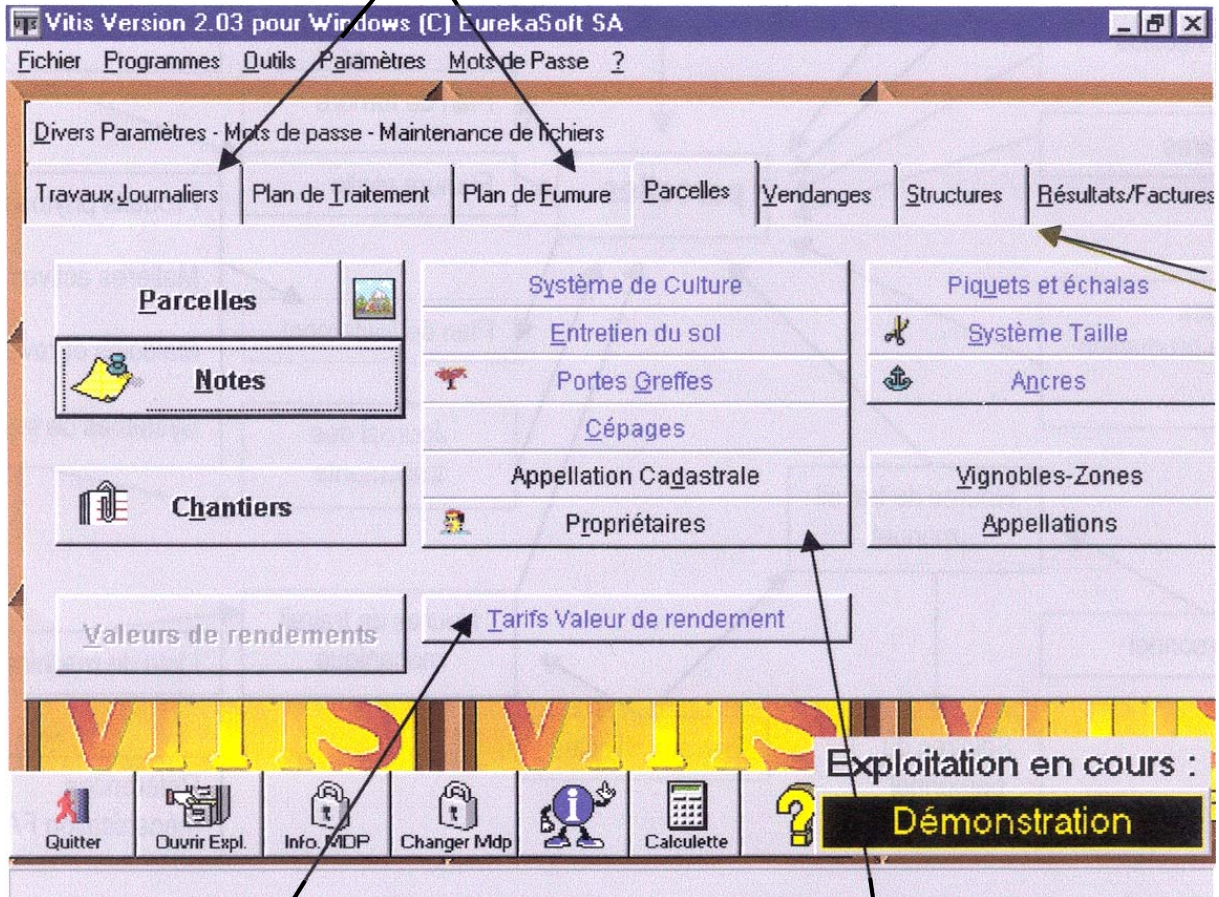 Vitis Version 2.03 pour Windows (C) EurekaSoft SA
Fichier Programmes Outils Paramètres Mots de Passe ?
Divers Paramètres - Mots de passe - Maintenance de fichiers
Travaux Journaliers Plan de Traitement Plan de Fumure Parcelles Vendanges Structures Résultats/Factures
Parcelles Système de Culture Piquets et échalas
Entretien du sol Système Taille
Notes Portes Greffes Ancres
Cépages
Appellation Cadastrale Vignobles-Zones
Chantiers Propriétaires Appellations
Valeurs de rendements Tarifs Valeur de rendement
VITIS VITIS
Exploitation en cours :
Démonstration
Quitter Ouvrir Expl. Info. MDP Changer Mdp Calculette